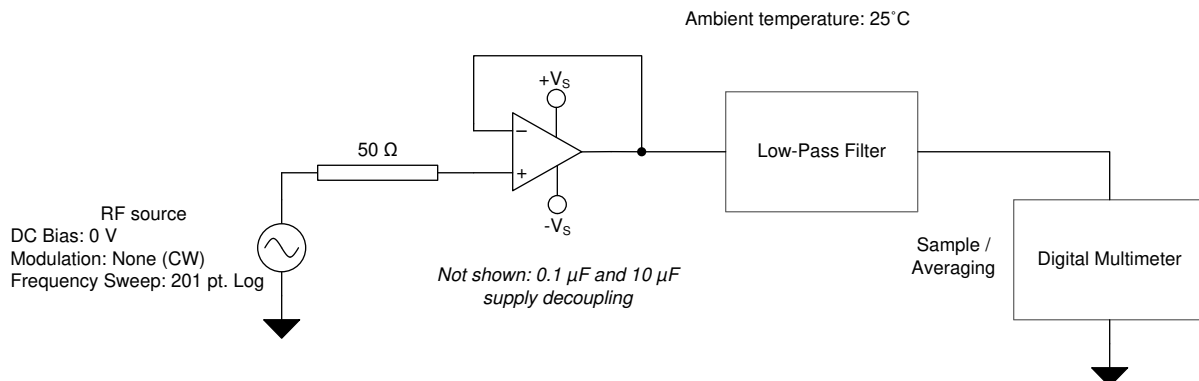 Ambient temperature: 25˚C
+VS
−
50 Ω
+
Low-Pass Filter
RF source
DC Bias: 0 V
Modulation: None (CW)
Frequency Sweep: 201 pt. Log
-VS
Not shown: 0.1 µF and 10 µF
supply decoupling
Sample /
Averaging
Digital Multimeter